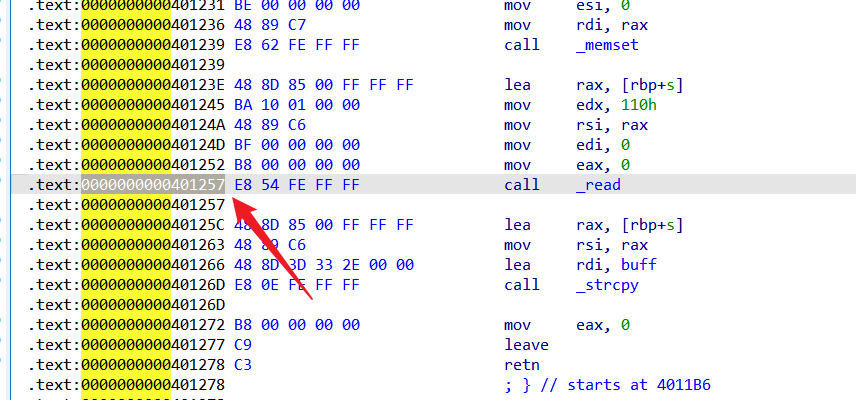 .text:0000000000401231 BE 00 00 00 00 mov esi, 0
.text:0000000000401236 48 89 C7 mov rdi, rax
.text:0000000000401239 E8 62 FE FF FF call _memset
.text:0000000000401239
.text:000000000040123E 48 8D 85 00 FF FF FF lea rax, [rbp+s]
.text:0000000000401245 BA 10 01 00 00 mov edx, 110h
.text:000000000040124A 48 89 C6 mov rsi, rax
.text:000000000040124D BF 00 00 00 00 mov edi, 0
.text:0000000000401252 B8 00 00 00 00 mov eax, 0
.text:0000000000401257 E8 54 FE FF FF call _read
.text:0000000000401257
.text:000000000040125C 48 8D 85 00 FF FF FF lea rax, [rbp+s]
.text:0000000000401263 48 89 C6 mov rsi, rax
.text:0000000000401266 48 8D 3D 33 2E 00 00 lea rdi, buff
.text:000000000040126D E8 0E FE FF FF call _strcpy
.text:000000000040126D
.text:0000000000401272 B8 00 00 00 00 mov eax, 0
.text:0000000000401277 C9 leave
.text:0000000000401278 C3 retn
.text:0000000000401278 ; } // starts at 4011B6